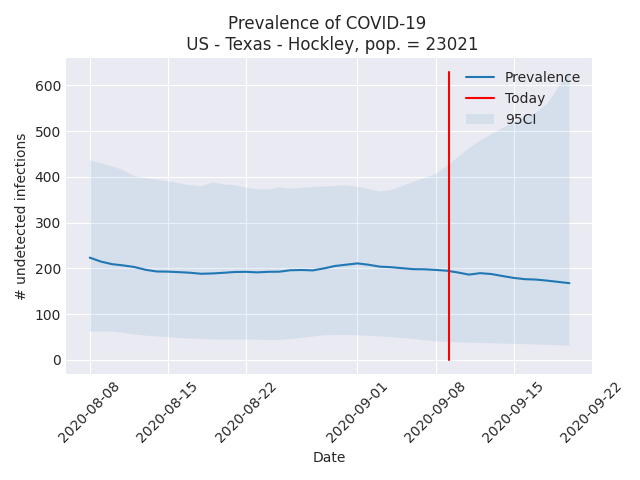 Prevalence of COVID-19
US - Texas - Hockley, pop. = 23021
Prevalence
Today
95CI
# undetected infections
600
500
400
300
200
100
0
2020-08-08
2020-08-15
2020-08-22
2020-09-01
2020-09-08
2020-09-15
2020-09-22
Date